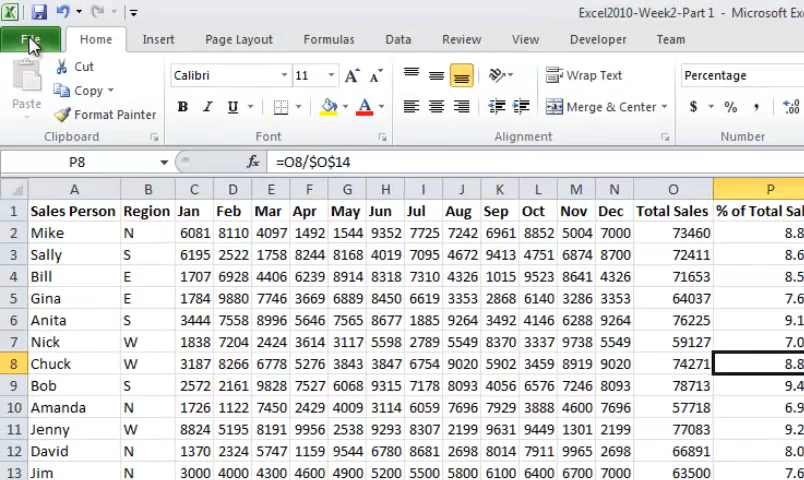 Excel2010-Week2-Part 1 - Microsoft Exc
File Home Insert Page Layout Formulas Data Review View Developer Team
Paste Cut Calibri 11 Wrap Text Percentage
Copy
Format Painter B I U A Merge & Center $ % , .00
Clipboard Font Alignment Number
P8 fx =O8/$O$14
A B C D E F G H I J K L M N O P
1 Sales Person Region Jan Feb Mar Apr May Jun Jul Aug Sep Oct Nov Dec Total Sales % of Total Sal
2 Mike N 6081 8110 4097 1492 1544 9352 7725 7242 6961 8852 5004 7000 73460 8.8
3 Sally S 6195 2522 1758 8244 8168 4019 7095 4672 9413 4751 6874 8700 72411 8.6
4 Bill E 1707 6928 4406 6239 8914 8318 7310 4326 1015 9523 8641 4326 71653 8.5
5 Gina E 1784 9880 7746 3669 6889 8450 6619 3353 2868 6140 3286 3353 64037 7.6
6 Anita S 3444 7558 8996 5646 7565 8677 1885 9264 3492 4146 6288 9264 76225 9.1
7 Nick W 1838 7204 2424 3614 3117 5598 2789 5549 8370 3337 9738 5549 59127 7.0
8 Chuck W 3187 8266 6778 5276 3843 3847 6754 9020 5902 3459 8919 9020 74271 8.8
9 Bob S 2572 2161 9828 7527 6068 9315 7178 8093 4056 6576 7246 8093 78713 9.4
10 Amanda N 1726 1122 7450 2429 4009 3114 6059 7696 7929 3888 4600 7696 57718 6.9
11 Jenny W 8824 5195 8191 9956 2538 9293 8307 2199 9631 9449 1301 2199 77083 9.2
12 David N 1370 2324 5747 1159 9544 6780 8681 2698 8014 7911 9965 2698 66891 8.0
13 Jim N 3000 4000 4300 4600 4900 5200 5500 5800 6100 6400 6700 7000 63500 7.6